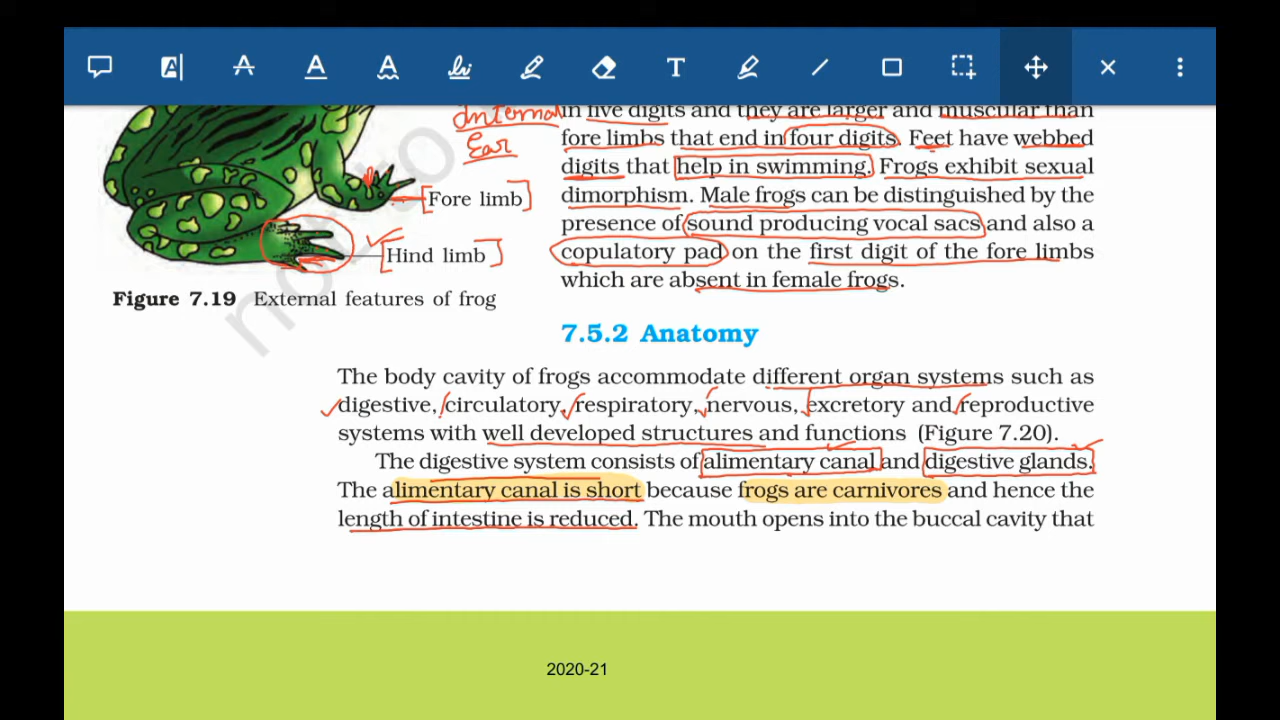 in five digits and they are larger and muscular than
fore limbs that end in four digits. Feet have webbed
digits that help in swimming. Frogs exhibit sexual
dimorphism. Male frogs can be distinguished by the
presence of sound producing vocal sacs and also a
copulatory pad on the first digit of the fore limbs
which are absent in female frogs.
Internal
Ear
Fore limb
Hind limb
Figure 7.19 External features of frog
7.5.2 Anatomy
The body cavity of frogs accommodate different organ systems such as
digestive, circulatory, respiratory, nervous, excretory and reproductive
systems with well developed structures and functions (Figure 7.20).
The digestive system consists of alimentary canal and digestive glands.
The alimentary canal is short because frogs are carnivores and hence the
length of intestine is reduced. The mouth opens into the buccal cavity that
2020-21